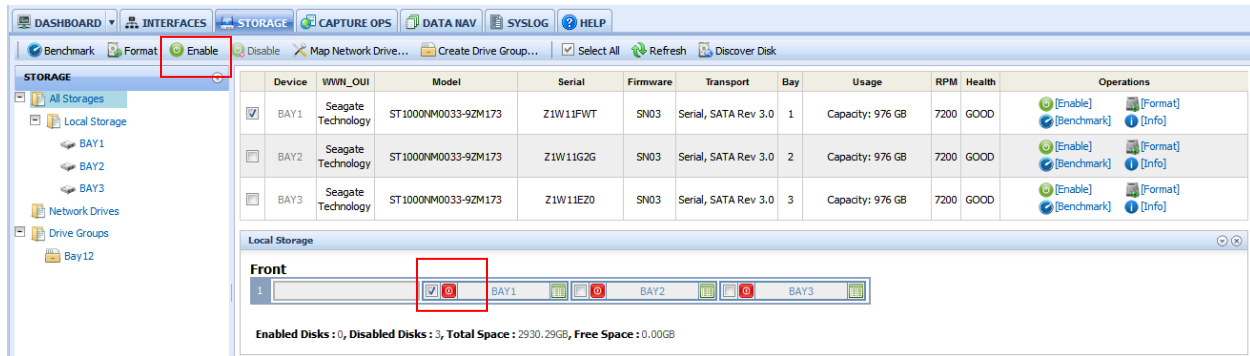 DASHBOARD INTERFACES STORAGE CAPTURE OPS DATA NAV SYSLOG HELP
Benchmark Format Enable Disable Map Network Drive... Create Drive Group... Select All Refresh Discover Disk
STORAGE
All Storages
Local Storage
BAY1
BAY2
BAY3
Network Drives
Drive Groups
Bay12
Device WWN_OUI Model Serial Firmware Transport Bay Usage RPM Health Operations
BAY1 Seagate Technology ST1000NM0033-9ZM173 Z1W11FWT SN03 Serial, SATA Rev 3.0 1 Capacity: 976 GB 7200 GOOD [Enable] [Format]
[Benchmark] [Info]
BAY2 Seagate Technology ST1000NM0033-9ZM173 Z1W11G2G SN03 Serial, SATA Rev 3.0 2 Capacity: 976 GB 7200 GOOD [Enable] [Format]
[Benchmark] [Info]
BAY3 Seagate Technology ST1000NM0033-9ZM173 Z1W11EZ0 SN03 Serial, SATA Rev 3.0 3 Capacity: 976 GB 7200 GOOD [Enable] [Format]
[Benchmark] [Info]
Local Storage
Front
1 BAY1 BAY2 BAY3
Enabled Disks : 0, Disabled Disks : 3, Total Space : 2930.29GB, Free Space : 0.00GB